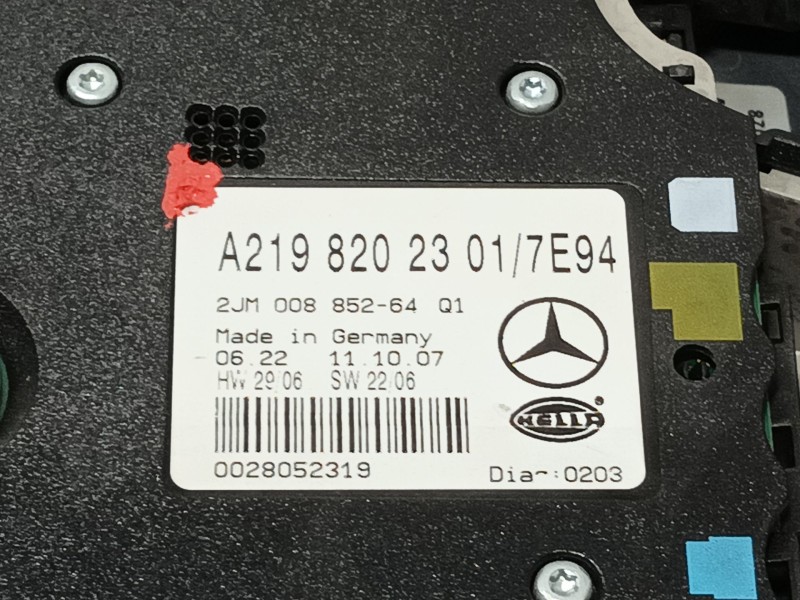 A219 820 23 01/7E94
2JM 008 852-64 Q1
Made in Germany
06.22 11.10.07
HW 29/06 SW 22/06
HELLA ®
0028052319
Dia-:0203